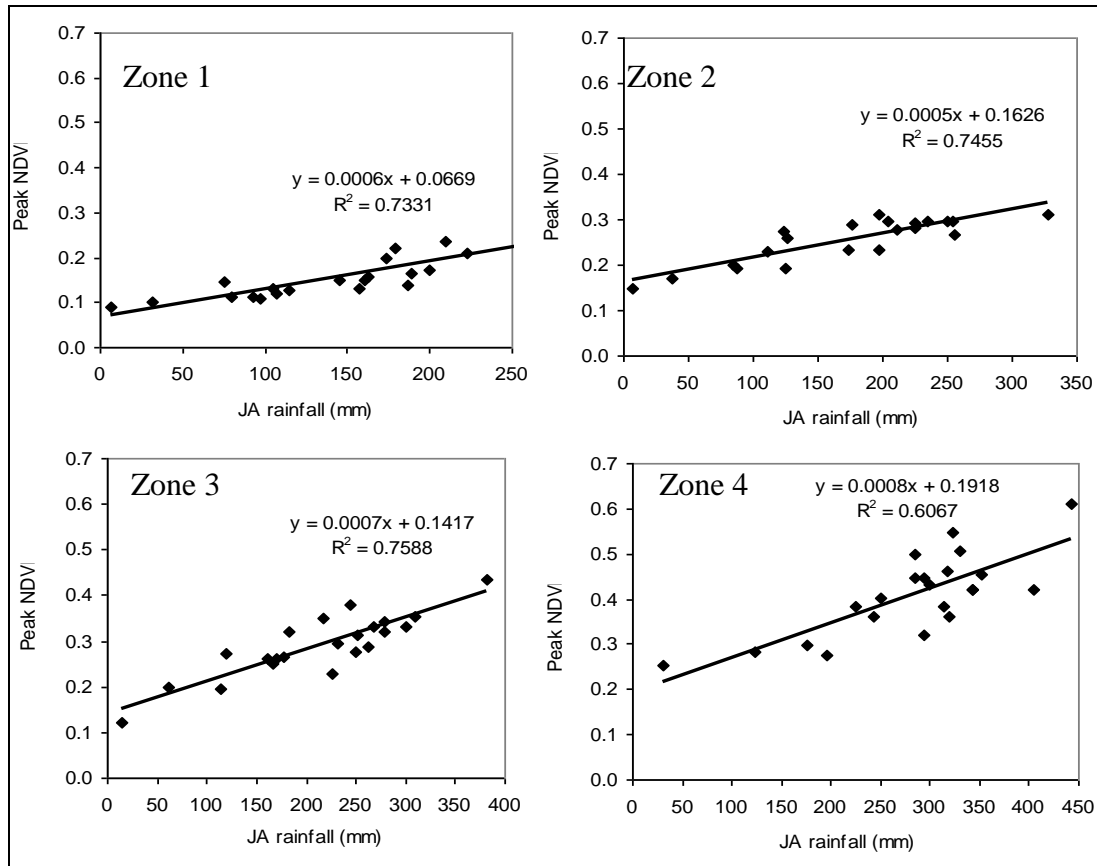 Zone 1
y = 0.0006x + 0.0669
R² = 0.7331
Peak NDVI
0.7
0.6
0.5
0.4
0.3
0.2
0.1
0.0
0 50 100 150 200 250
JA rainfall (mm)
Zone 2
y = 0.0005x + 0.1626
R² = 0.7455
Peak NDVI
0.7
0.6
0.5
0.4
0.3
0.2
0.1
0.0
0 50 100 150 200 250 300 350
JA rainfall (mm)
Zone 3
y = 0.0007x + 0.1417
R² = 0.7588
Peak NDVI
0.7
0.6
0.5
0.4
0.3
0.2
0.1
0.0
0 50 100 150 200 250 300 350 400
JA rainfall (mm)
Zone 4
y = 0.0008x + 0.1918
R² = 0.6067
Peak NDVI
0.7
0.6
0.5
0.4
0.3
0.2
0.1
0.0
0 50 100 150 200 250 300 350 400 450
JA rainfall (mm)